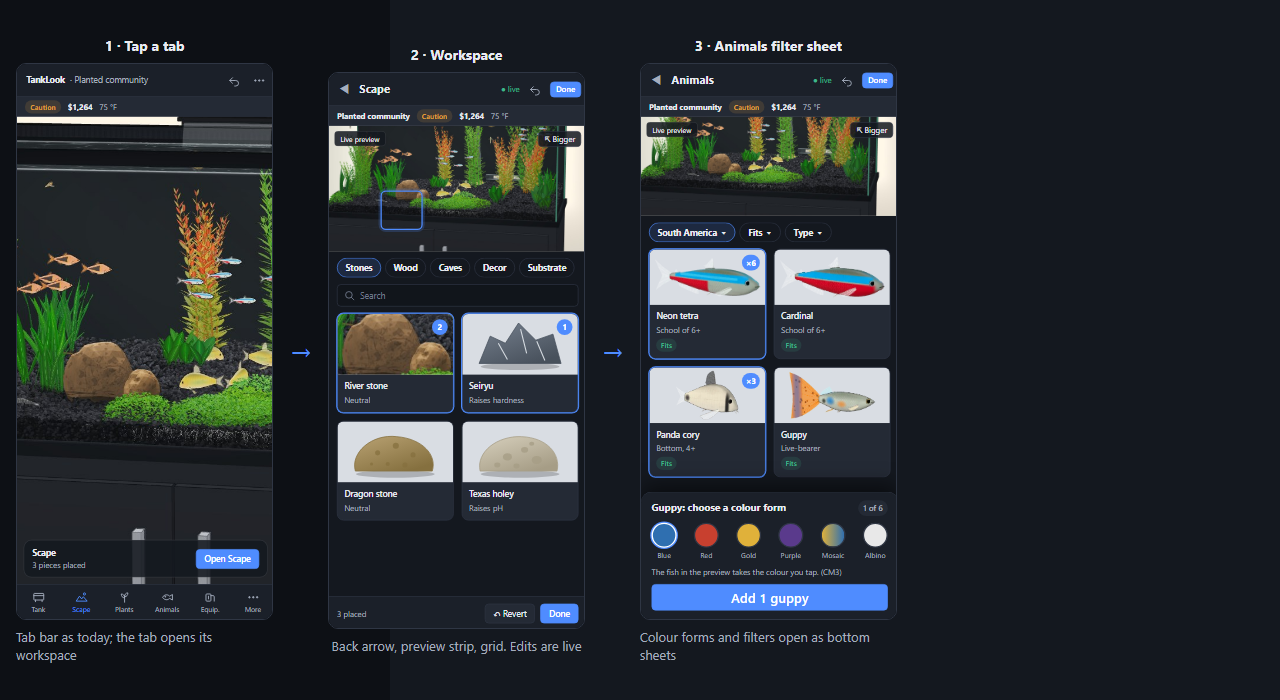 1 · Tap a tab
TankLook · Planted community
Caution $1,264 75 °F
Scape
3 pieces placed
Open Scape
Tank Scape Plants Animals Equip. More
Tab bar as today; the tab opens its
workspace
2 · Workspace
Scape live Done
Planted community Caution $1,264 75 °F
Live preview Bigger
Stones Wood Caves Decor Substrate
Search
2 1
River stone Seiryu
Neutral Raises hardness
Dragon stone Texas holey
Neutral Raises pH
3 placed Revert Done
Back arrow, preview strip, grid. Edits are live
3 · Animals filter sheet
Animals live Done
Planted community Caution $1,264 75 °F
Live preview Bigger
South America Fits Type
×6
Neon tetra Cardinal
School of 6+ School of 6+
Fits Fits
×3
Panda cory Guppy
Bottom, 4+ Live-bearer
Fits Fits
Guppy: choose a colour form 1 of 6
Blue Red Gold Purple Mosaic Albino
The fish in the preview takes the colour you tap. (CM3)
Add 1 guppy
Colour forms and filters open as bottom
sheets